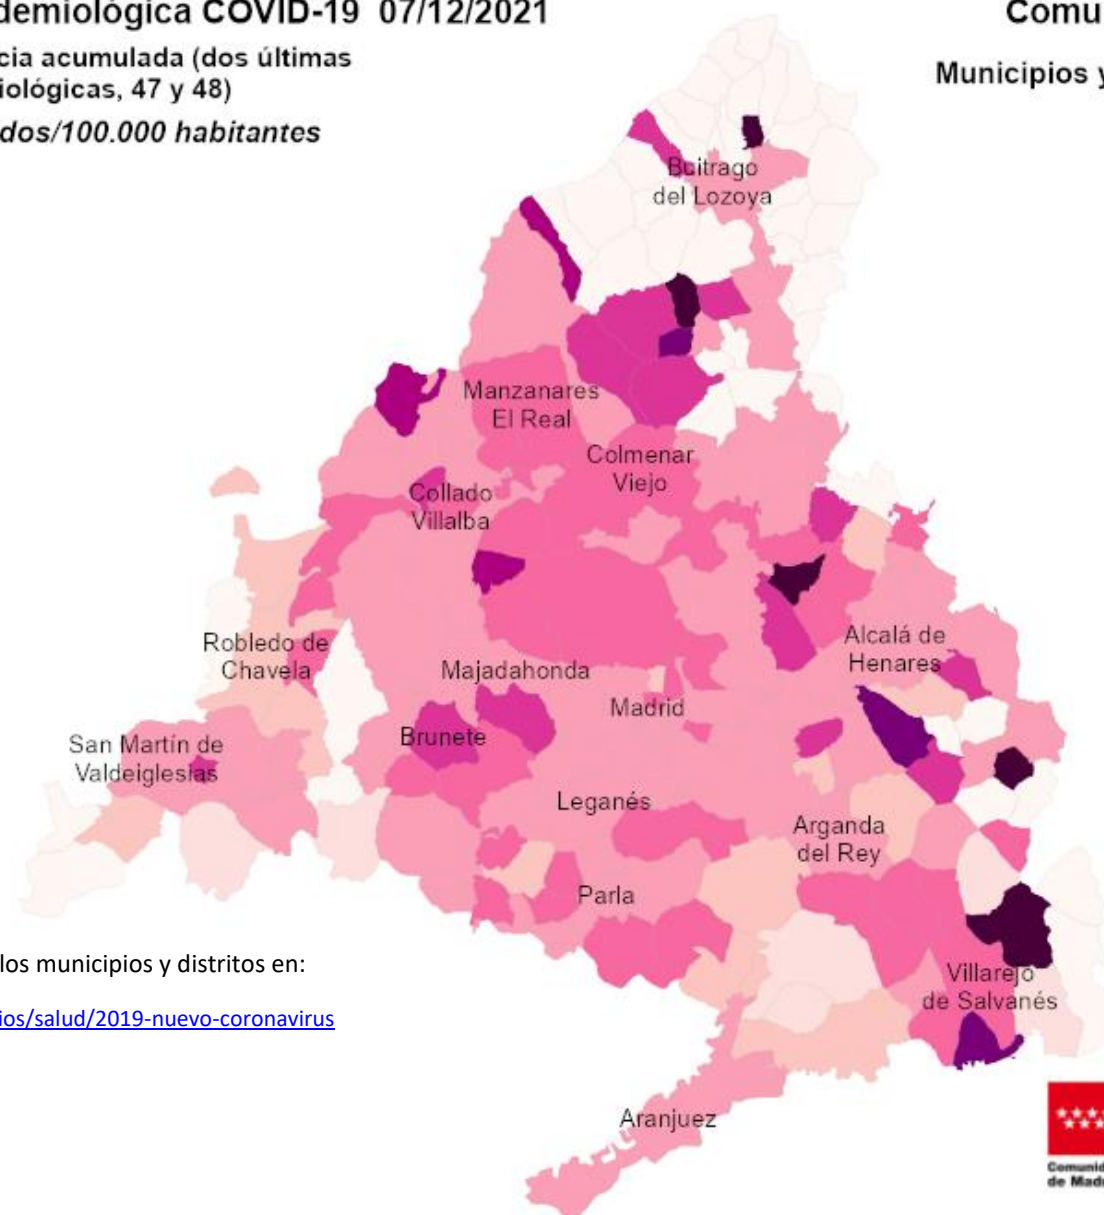 demiológica COVID-19 07/12/2021
Comu
cia acumulada (dos últimas
iológicas, 47 y 48)
Municipios y
dos/100.000 habitantes
Buitrago
del Lozoya
Manzanares
El Real
Colmenar
Viejo
Collado
Villalba
Robledo de
Chavela
Alcalá de
Henares
Majadahonda
Madrid
Brunete
San Martín de
Valdeiglesias
Leganés
Arganda
del Rey
Parla
los municipios y distritos en:
Villarejo
de Salvanés
ios/salud/2019-nuevo-coronavirus
Aranjuez
Comunid
de Madr